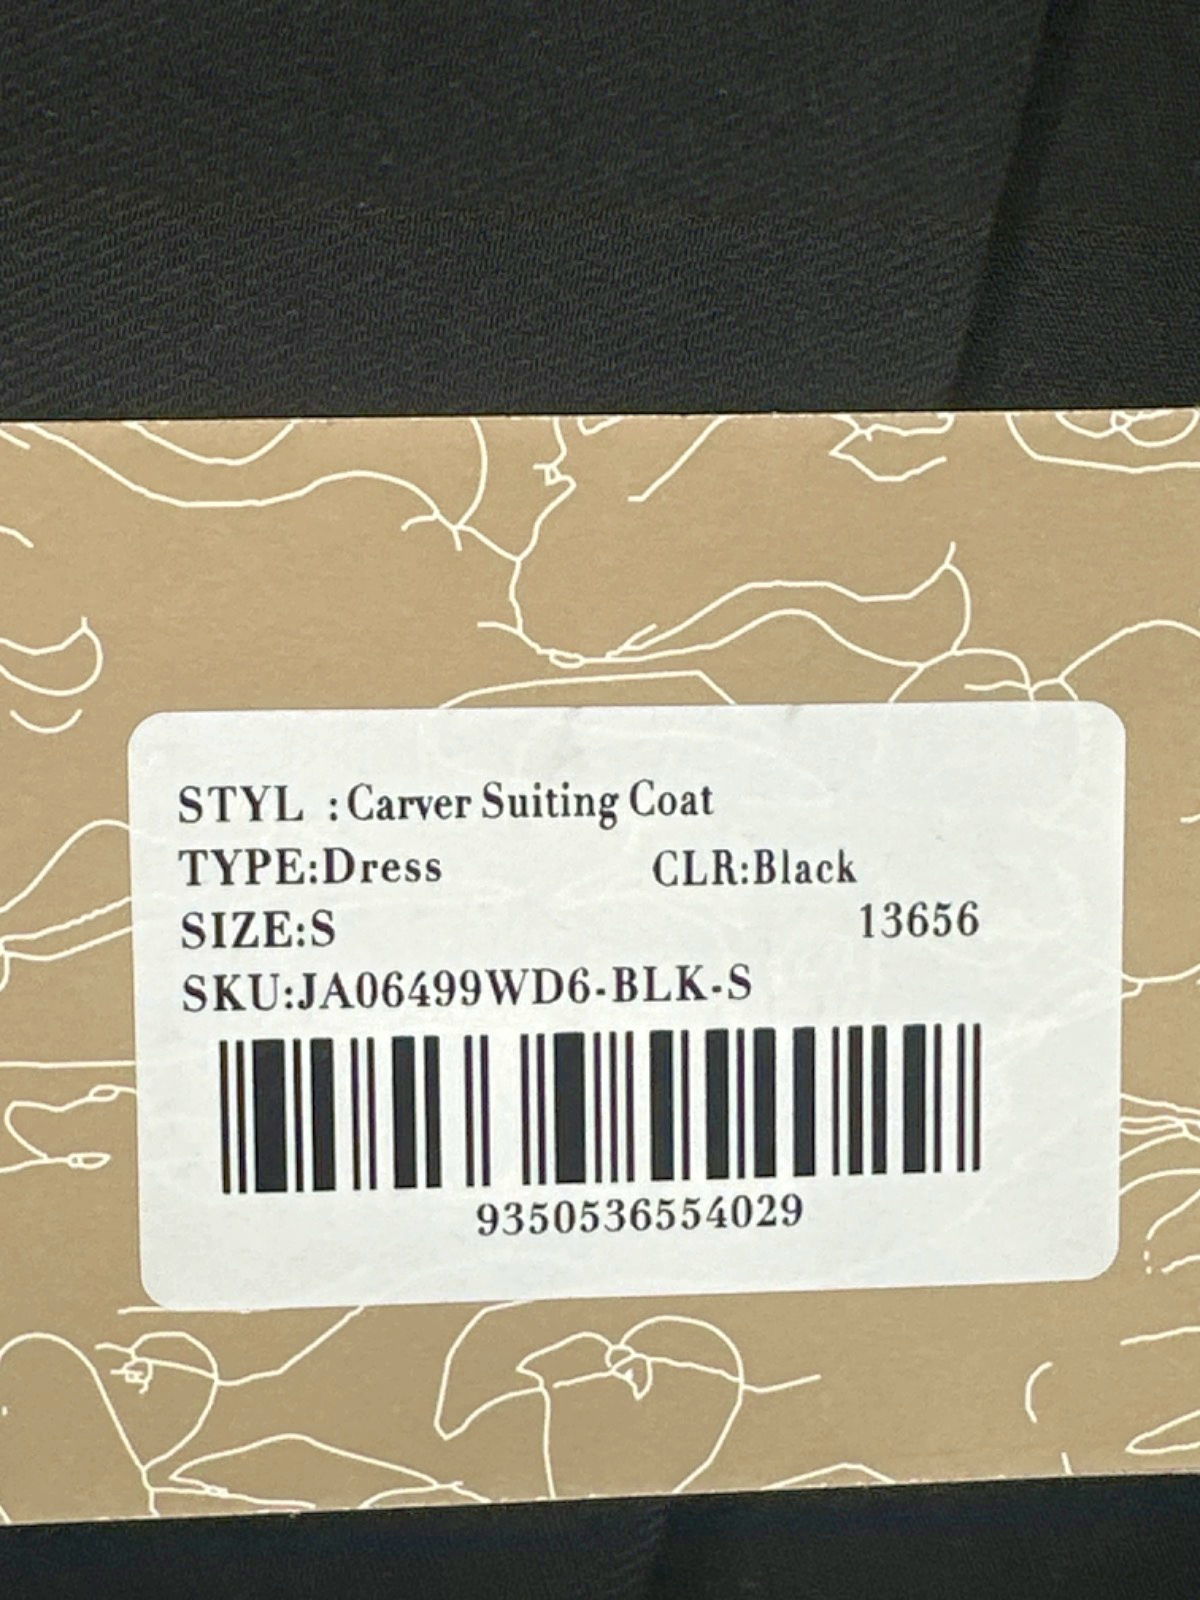 STYL :Carver Suiting Coat
TYPE:Dress CLR:Black
SIZE:S 13656
SKU:JA06499WD6-BLK-S
9350536554029